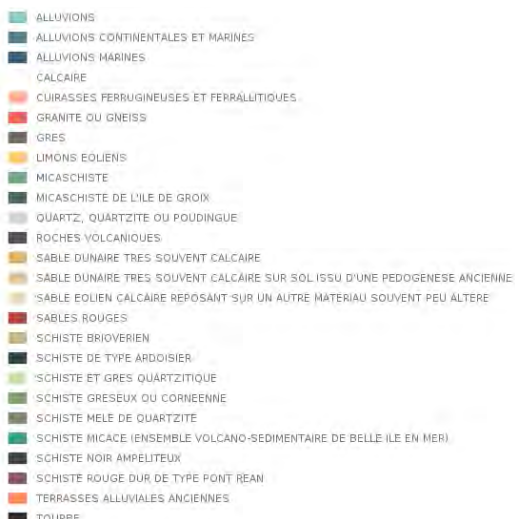 ALLUVIONS
ALLUVIONS CONTINENTALES ET MARINES
ALLUVIONS MARINES
CALCAIRE
CUIRASSES FERRUGINEUSES ET FERRALLITIQUES
GRANITE OU GNEISS
GRES
LIMONS EOLIENS
MICASCHISTE
MICASCHISTE DE L'ILE DE GROIX
QUARTZ, QUARTZITE OU POUDINGUE
ROCHES VOLCANIQUES
SABLE DUNAIRE TRES SOUVENT CALCAIRE
SABLE DUNAIRE TRES SOUVENT CALCAIRE SUR SOL ISSU D'UNE PEDOGENESE ANCIENNE
SABLE EOLIEN CALCAIRE REPOSANT SUR UN AUTRE MATERIAU SOUVENT PEU ALTERE
SABLES ROUGES
SCHISTE BRIOVERIEN
SCHISTE DE TYPE ARDOISIER
SCHISTE ET GRES QUARTZITIQUE
SCHISTE GRESEUX OU CORNEENNE
SCHISTE MELE DE QUARTZITE
SCHISTE MICACE (ENSEMBLE VOLCANO-SEDIMENTAIRE DE BELLE ILE EN MER)
SCHISTE NOIR AMPELITEUX
SCHISTE ROUGE DUR DE TYPE PONT REAN
TERRASSES ALLUVIALES ANCIENNES
TOURBE